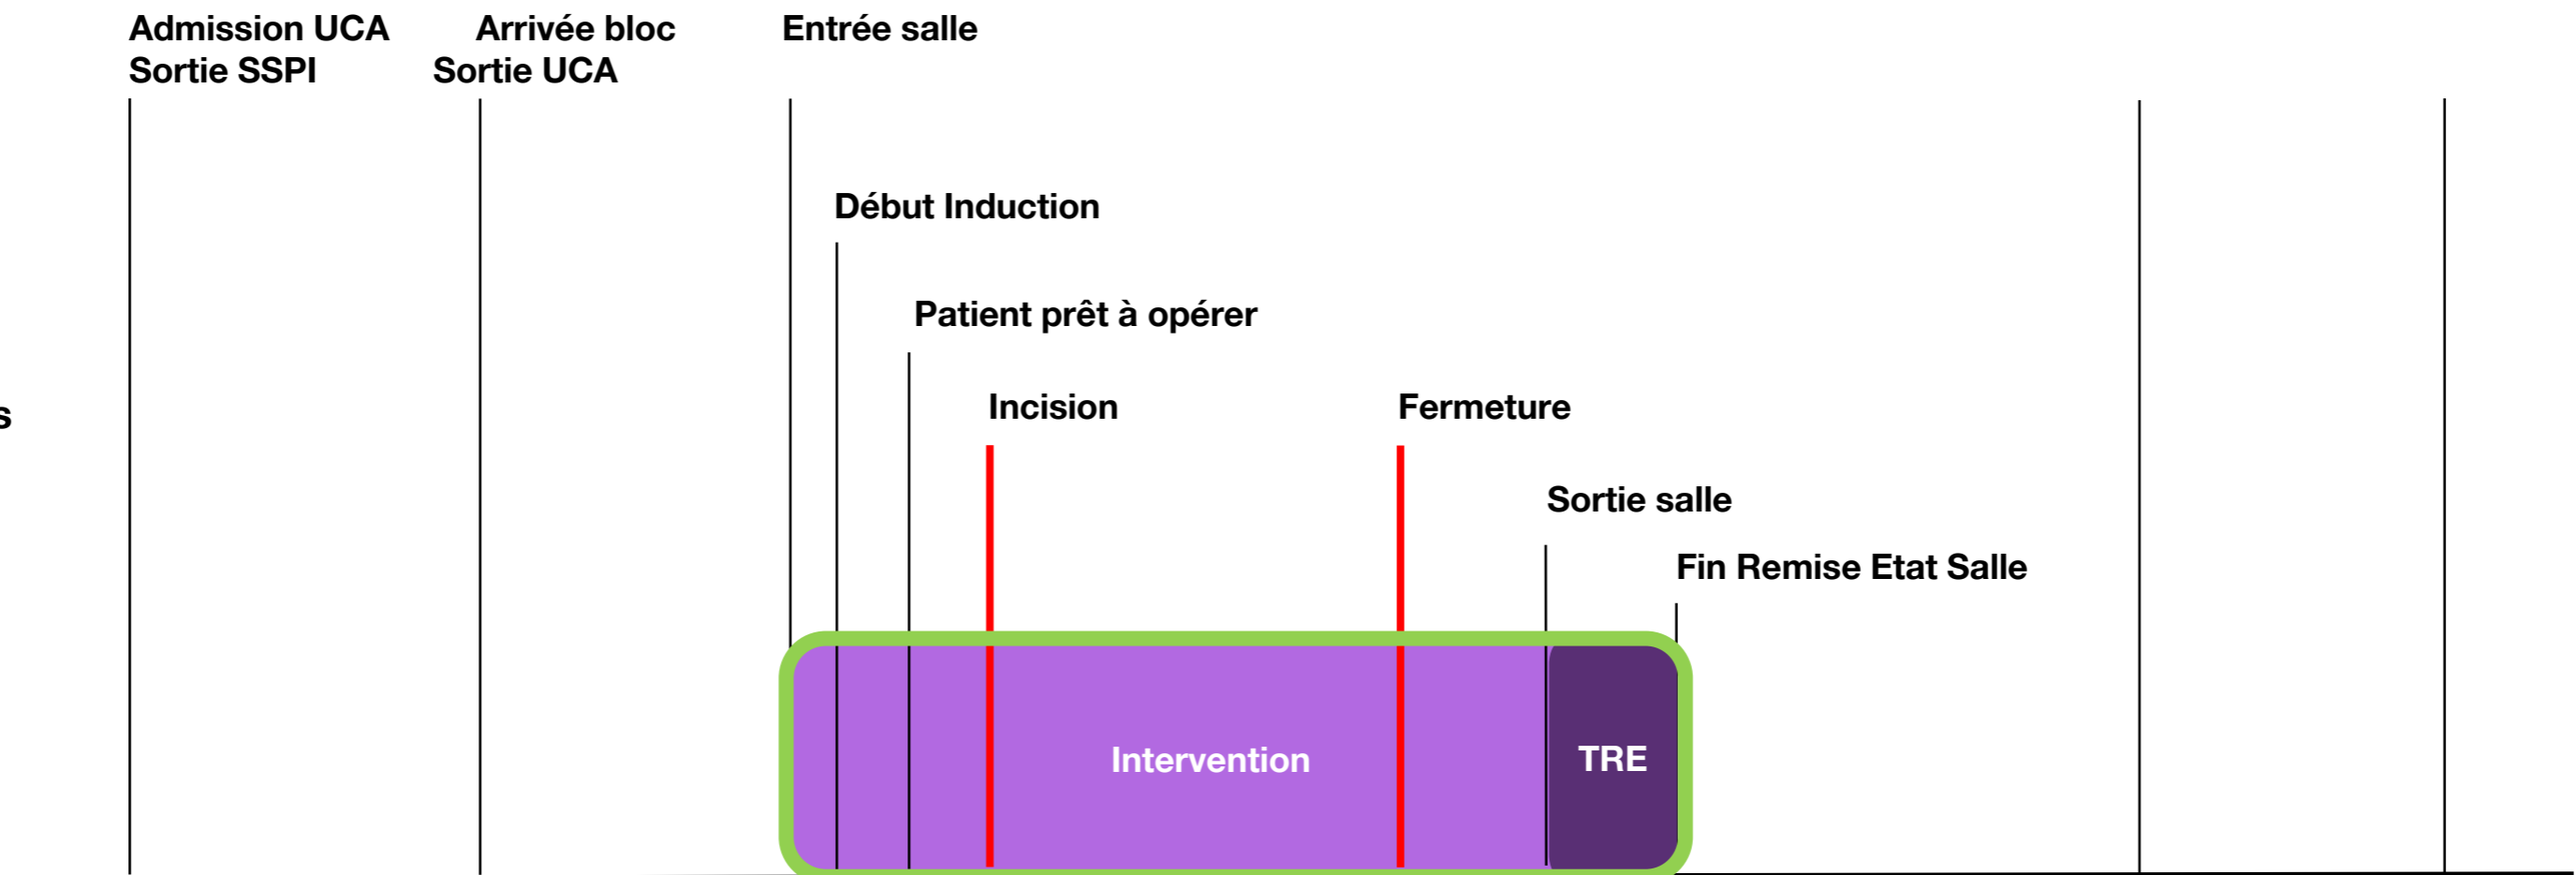 Admission UCA
Sortie SSPI
Arrivée bloc
Sortie UCA
Entrée salle
Début Induction
Patient prêt à opérer
s
Incision
Fermeture
Sortie salle
Fin Remise Etat Salle
Intervention
TRE